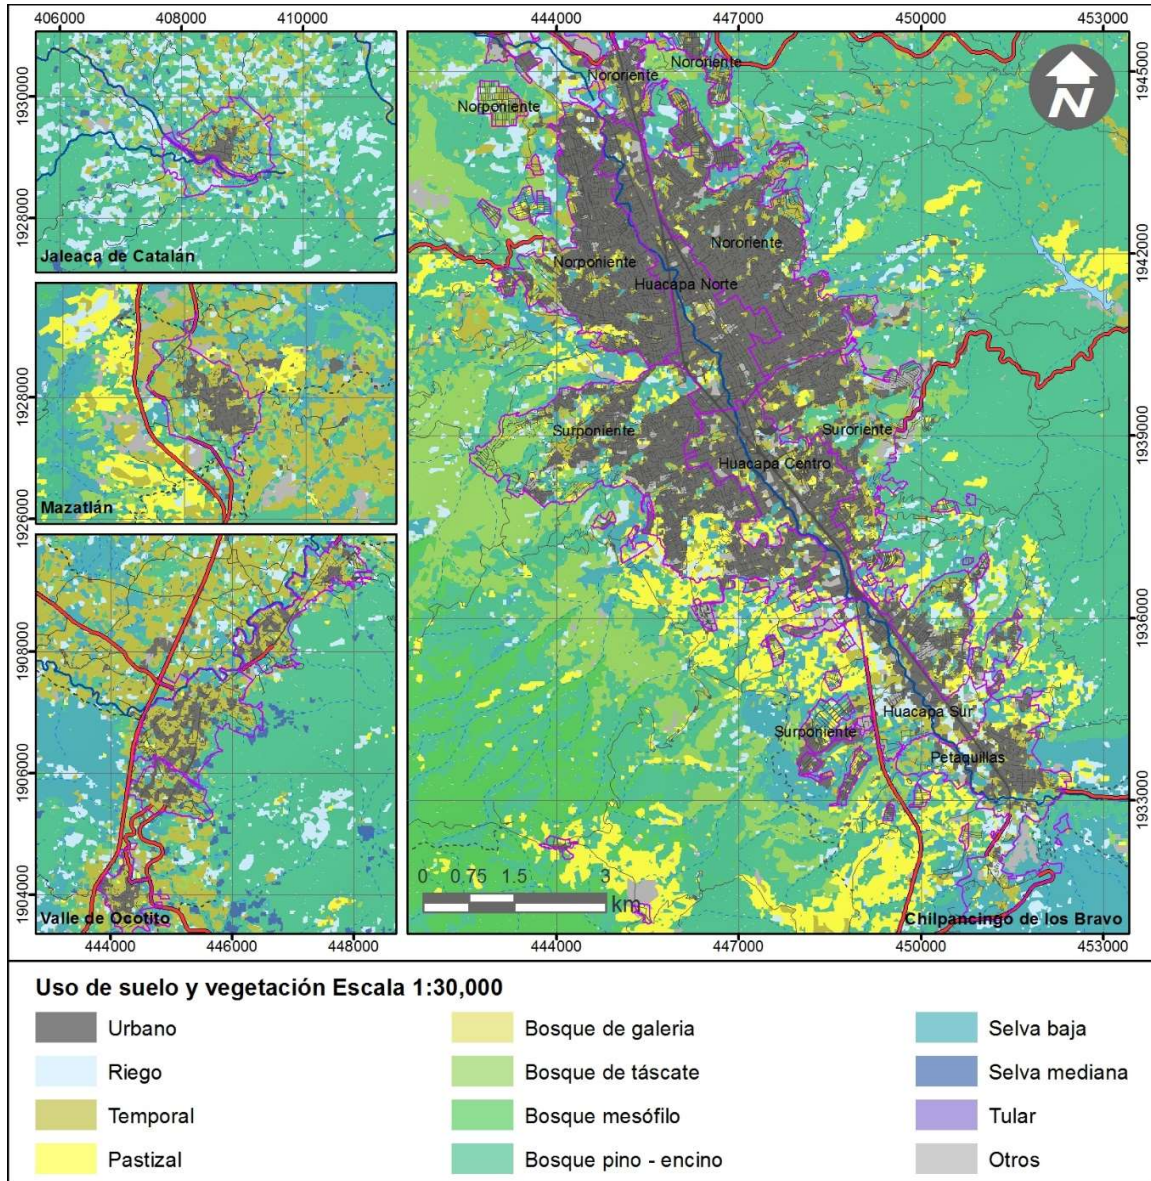 406000 408000 410000
1930000
1928000
Jaleaca de Catalán
1928000
1926000
Mazatlán
1908000
1906000
1904000
Valle de Ocotito
444000 446000 448000
444000 447000 450000 453000
Nororiente
Nororiente
Norponiente
N
1945000
Nororiente
Norponiente
Huacapa Norte
1942000
Surponiente
Suroriente
Huacapa Centro
1939000
1936000
Huacapa Sur
Surponiente
Petaquillas
1933000
0 0.75 1.5 3
km
Chilpancingo de los Bravo
444000 447000 450000 453000
Uso de suelo y vegetación Escala 1:30,000
Urbano
Riego
Temporal
Pastizal
Bosque de galeria
Bosque de táscate
Bosque mesófilo
Bosque pino - encino
Selva baja
Selva mediana
Tular
Otros